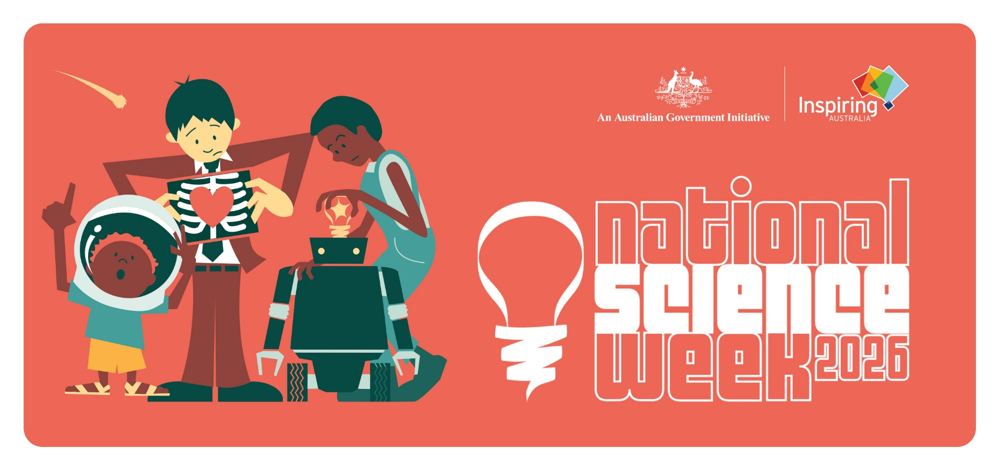 An Australian Government Initiative
Inspiring
AUSTRALIA
national
science
week 2026